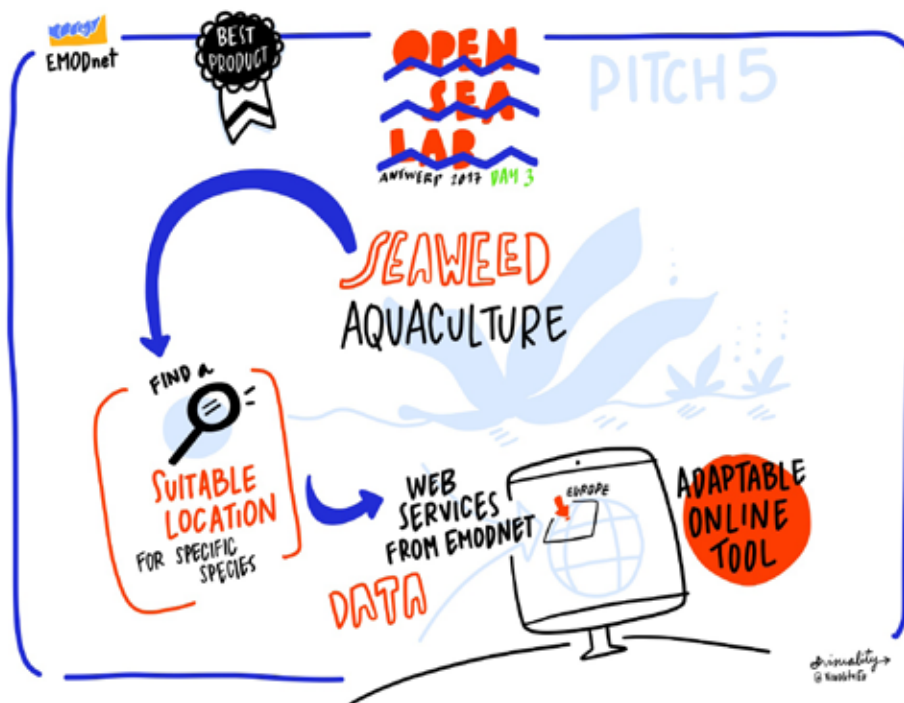 EMODnet
BEST
PRODUCT
OPEN
SEA
LAB
ANTWERP 2017 DAY 3
PITCH 5
SEAWEED
AQUACULTURE
FIND a
SUITABLE
LOCATION
FOR SPECIFIC
SPECIES
WEB
SERVICES
FROM EMODNET
DATA
EUROPE
ADAPTABLE
ONLINE
TOOL
visuality